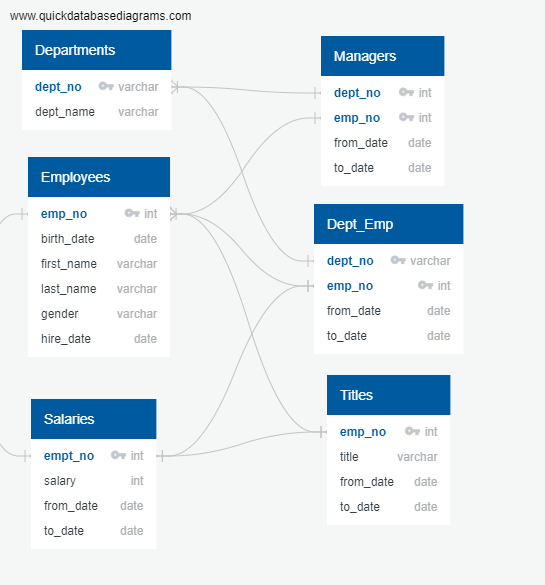 www.quickdatabasediagrams.com
Departments
dept_no varchar
dept_name varchar
Employees
emp_no int
birth_date date
first_name varchar
last_name varchar
gender varchar
hire_date date
Salaries
empt_no int
salary int
from_date date
to_date date
Managers
dept_no int
emp_no int
from_date date
to_date date
Dept_Emp
dept_no varchar
emp_no int
from_date date
to_date date
Titles
emp_no int
title varchar
from_date date
to_date date